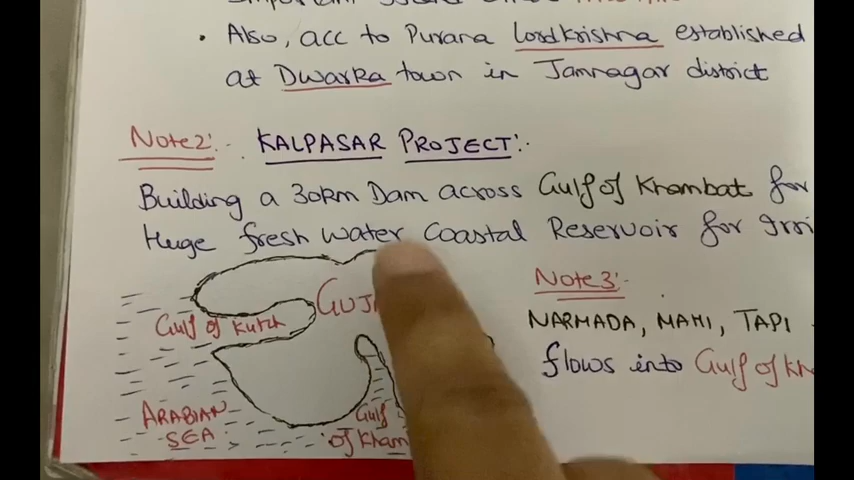 • Also, acc to Purana Lord krishna established
at Dwarka town in Jamnagar district
Note2:- KALPASAR PROJECT:-
Building a 30km Dam across Gulf of Khambat for
Huge fresh water Coastal Reservoir for
Note3:-
NARMADA, MAHI, TAPI
flows into Gulf of
Gulf of Kutch
ARABIAN
SEA
Gulf
of